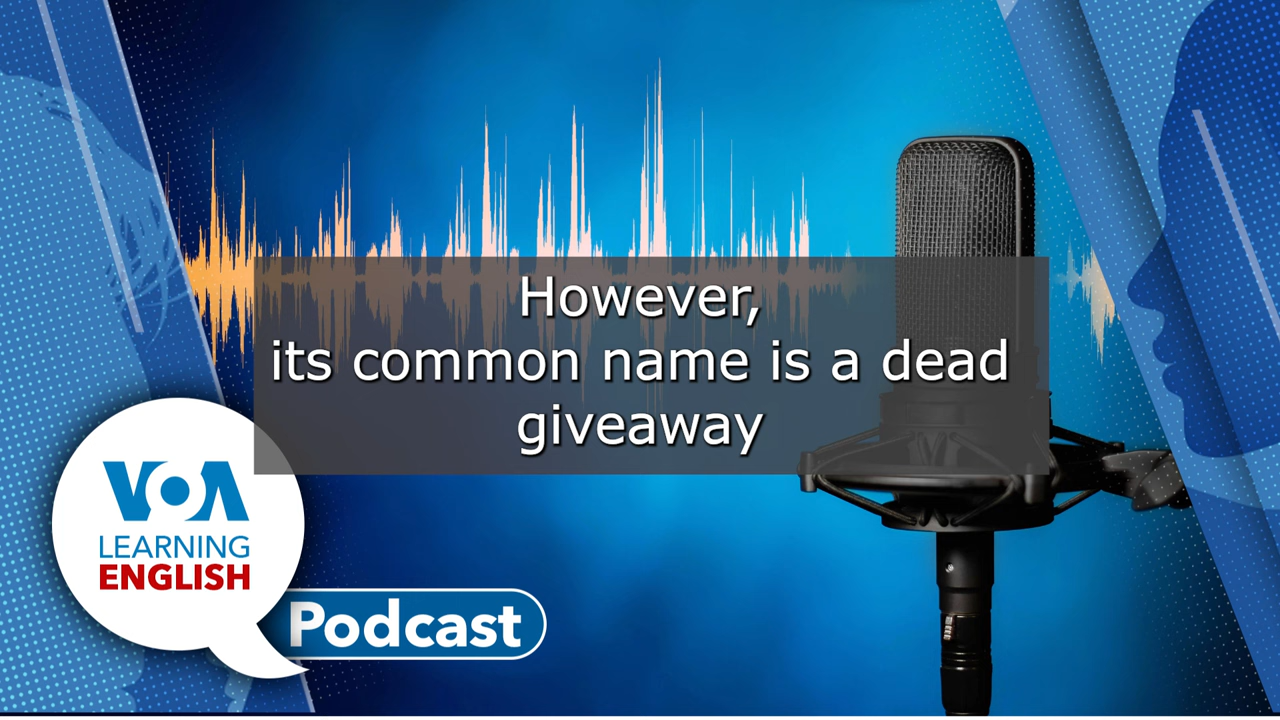 However,
its common name is a dead
giveaway
VOA
LEARNING
ENGLISH
Podcast